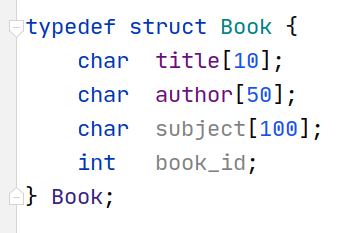 typedef struct Book {
    char  title[10];
    char  author[50];
    char  subject[100];
    int   book_id;
} Book;